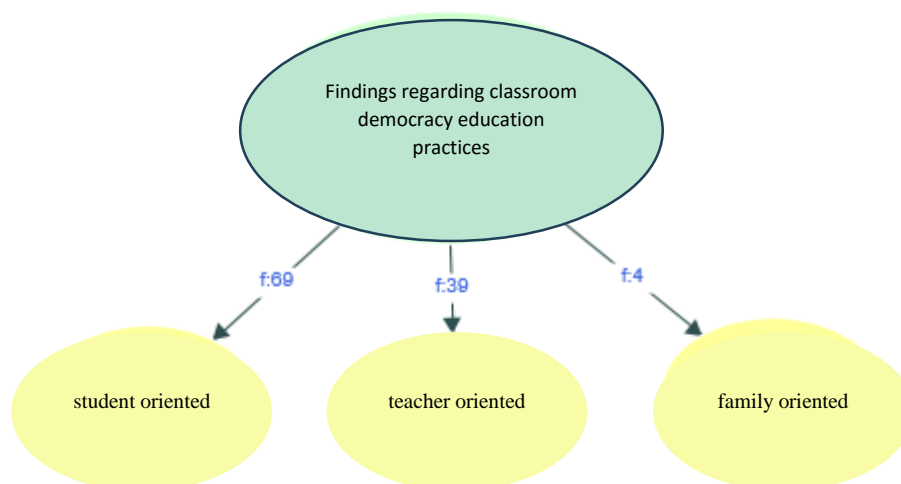 Findings regarding classroom
democracy education
practices
f:69
f:39
f:4
student oriented
teacher oriented
family oriented